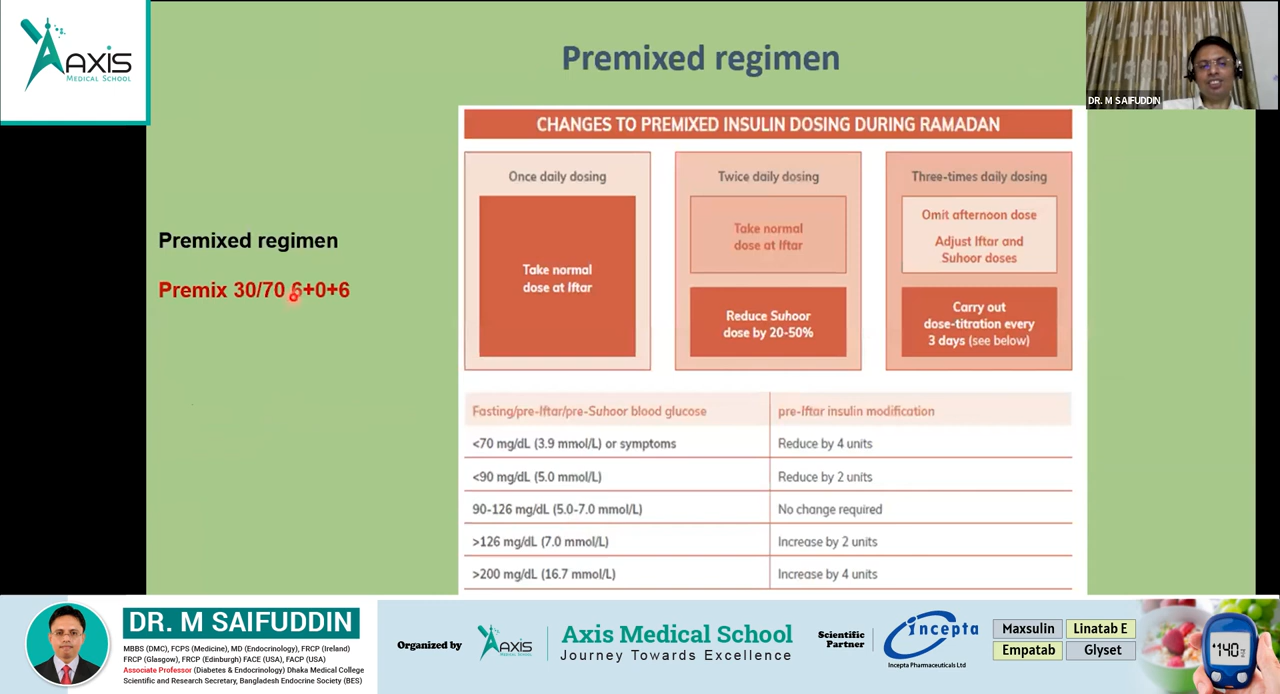 AXIS
MEDICAL SCHOOL
Premixed regimen
DR. M SAIFUDDIN
CHANGES TO PREMIXED INSULIN DOSING DURING RAMADAN
Once daily dosing
Take normal
dose at Iftar
Twice daily dosing
Take normal
dose at Iftar
Reduce Suhoor
dose by 20-50%
Three-times daily dosing
Omit afternoon dose
Adjust Iftar and
Suhoor doses
Carry out
dose-titration every
3 days (see below)
Premixed regimen
Premix 30/70 6+0+6
Fasting/pre-Iftar/pre-Suhoor blood glucose
pre-Iftar insulin modification
<70 mg/dL (3.9 mmol/L) or symptoms
Reduce by 4 units
<90 mg/dL (5.0 mmol/L)
Reduce by 2 units
90-126 mg/dL (5.0-7.0 mmol/L)
No change required
>126 mg/dL (7.0 mmol/L)
Increase by 2 units
>200 mg/dL (16.7 mmol/L)
Increase by 4 units
DR. M SAIFUDDIN
MBBS (DMC), FCPS (Medicine), MD (Endocrinology), FRCP (Ireland)
FRCP (Glasgow), FRCP (Edinburgh) FACE (USA), FACP (USA)
Associate Professor (Diabetes & Endocrinology) Dhaka Medical College
Scientific and Research Secretary, Bangladesh Endocrine Society (BES)
Organized by
AXIS
Axis Medical School
Journey Towards Excellence
Scientific
Partner
incepta
Incepta Pharmaceuticals Ltd
Maxsulin
Linatab E
Empatab
Glyset
140